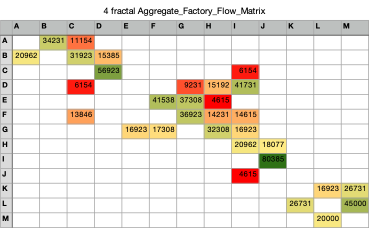 4 fractal Aggregate_Factory_Flow_Matrix
A B C D E F G H I J K L M
A 34231 11154
B 20962 31923 15385
C 56923 6154
D 6154 9231 15192 41731
E 41538 37308 4615
F 13846 36923 14231 14615
G 16923 17308 32308 16923
H 20962 18077
I 80385
J 4615
K 16923 26731
L 26731 45000
M 20000